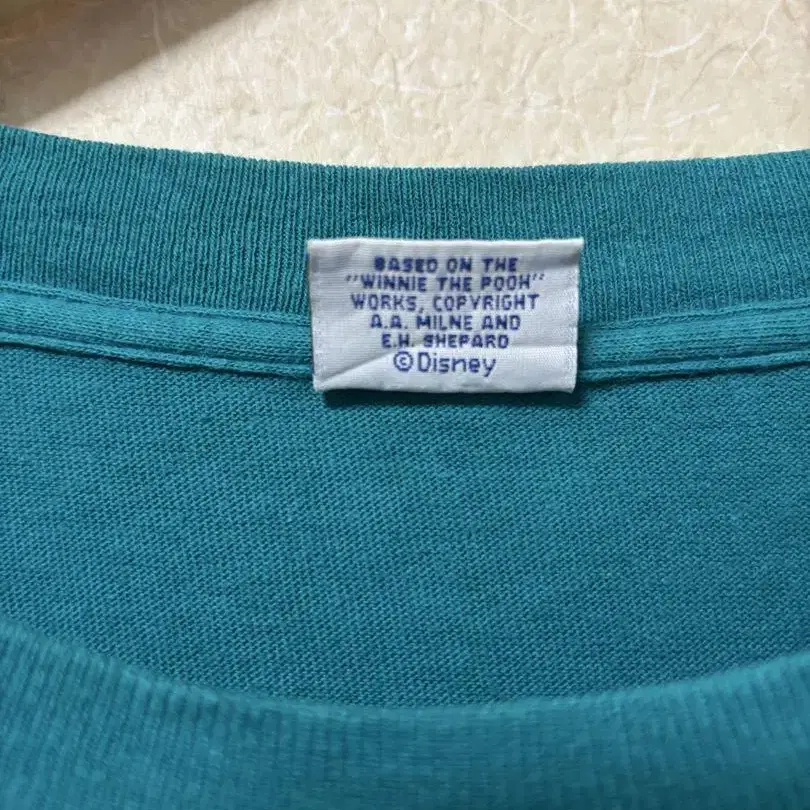 BASED ON THE
"WINNIE THE POOH"
WORKS, COPYRIGHT
A.A. MILNE AND
E.H. SHEPARD
©Disney